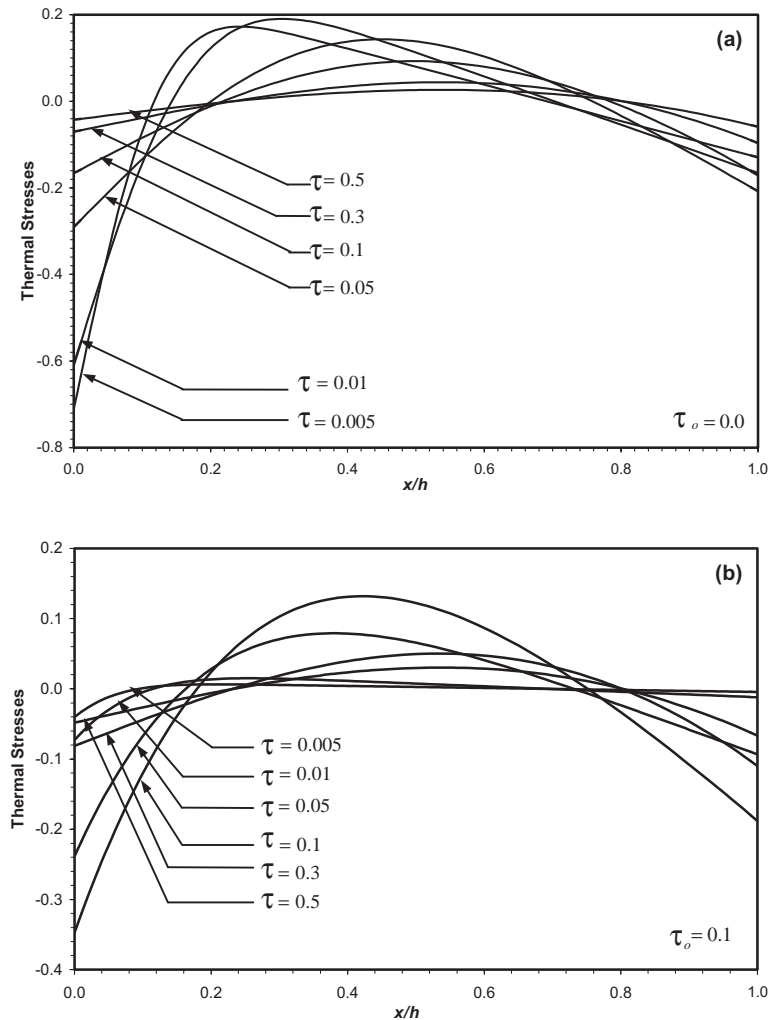 (a)
0.2
0.0
-0.2
-0.4
-0.6
-0.8
Thermal Stresses
τ= 0.5
τ= 0.3
τ= 0.1
τ= 0.05
τ = 0.01
τ = 0.005
τo = 0.0
0.0 0.2 0.4 0.6 0.8 1.0
x/h
(b)
0.2
0.1
0.0
-0.1
-0.2
-0.3
-0.4
Thermal Stresses
τ = 0.005
τ = 0.01
τ = 0.05
τ = 0.1
τ = 0.3
τ = 0.5
τo = 0.1
0.0 0.2 0.4 0.6 0.8 1.0
x/h